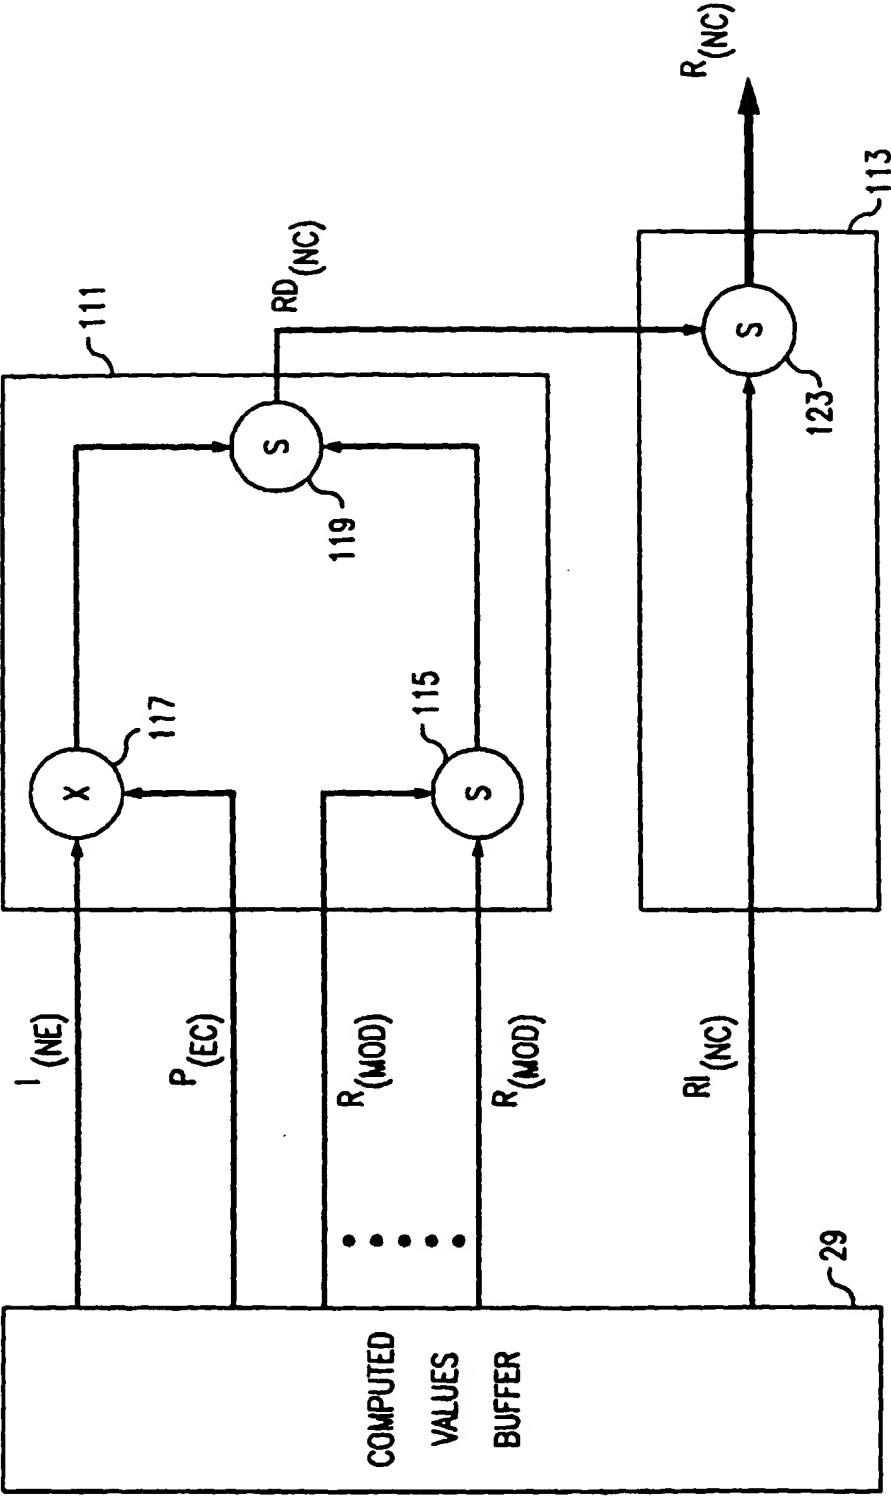 COMPUTED
VALUES
BUFFER
29
I(NE)
P(EC)
R(MOD)
R(MOD)
RI(NC)
X
117
S
115
S
119
111
RD(NC)
S
123
113
R(NC)